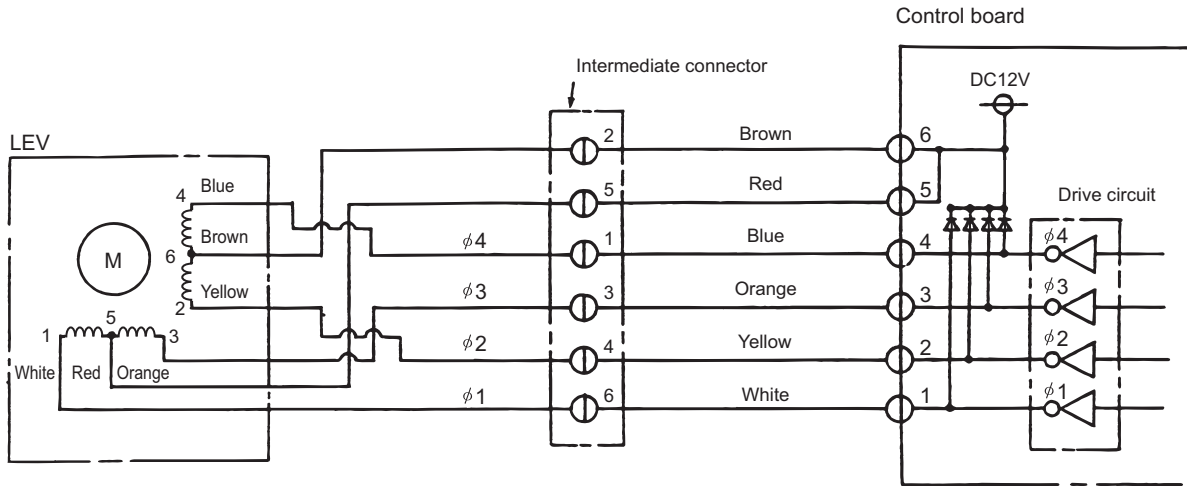 Control board
Intermediate connector
DC12V
LEV
2 Brown 6
4 Blue
5 Red 5
Drive circuit
Brown
6
ϕ4 1 Blue 4 ϕ4
M
Yellow
2
ϕ3 3 Orange 3 ϕ3
1 5 3
ϕ2 4 Yellow 2 ϕ2
White Red Orange
ϕ1 6 White 1 ϕ1